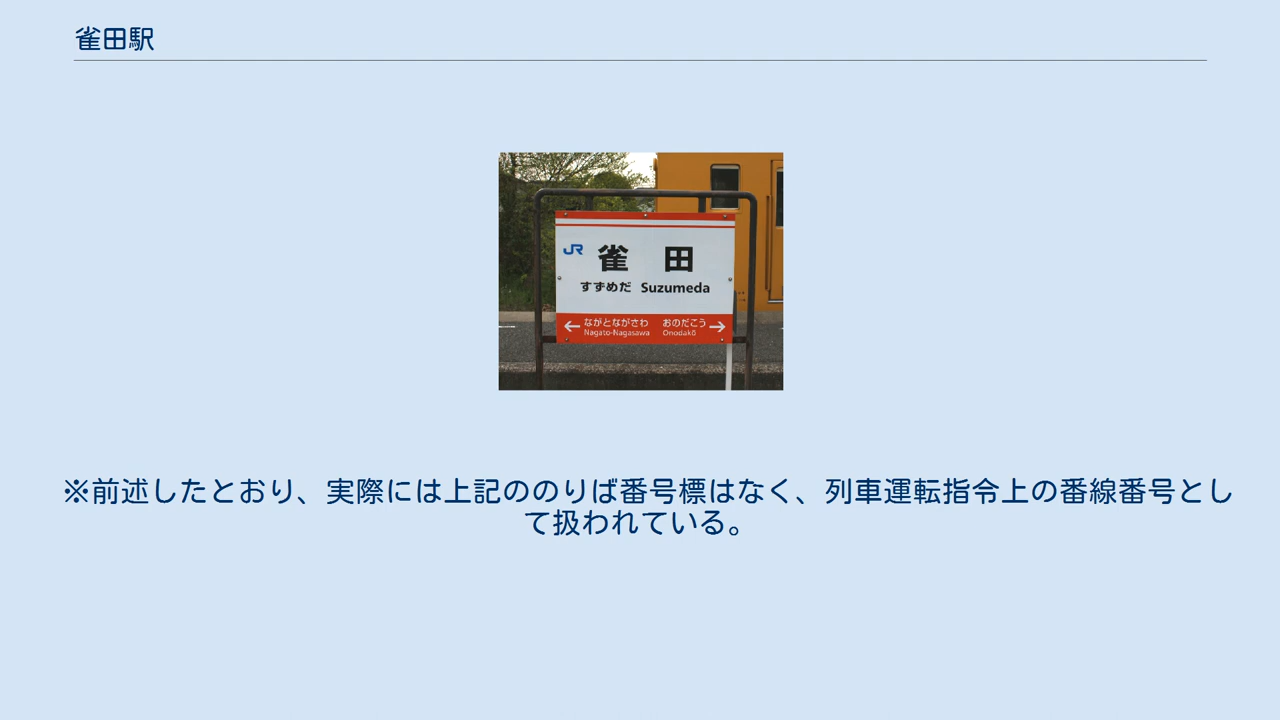 雀田駅
JR 雀 田
すずめだ Suzumeda
← ながとながさわ おのだこう →
Nagato-Nagasawa Onodakō
※前述したとおり、実際には上記ののりば番号標はなく、列車運転指令上の番線番号とし
て扱われている。